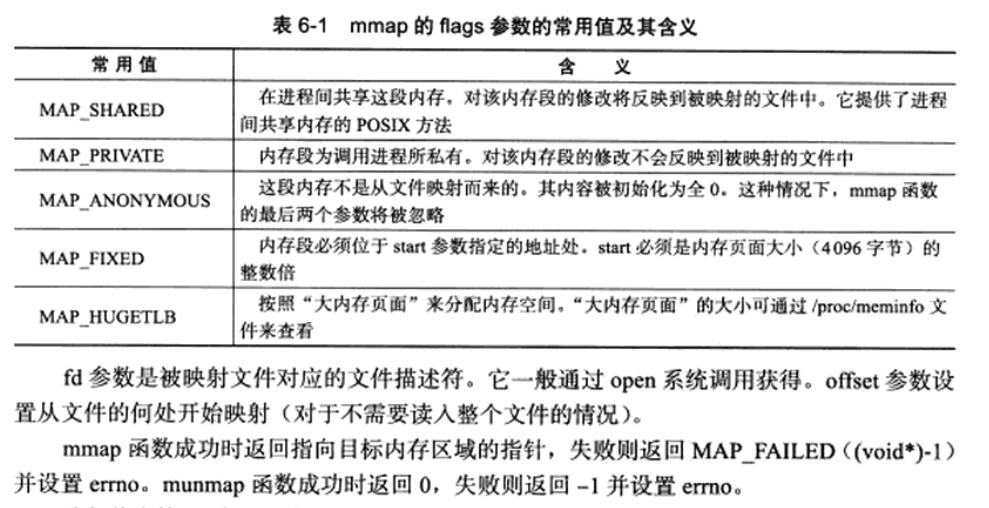 表 6-1 mmap 的 flags 参数的常用值及其含义
常用值 含 义
MAP_SHARED 在进程间共享这段内存。对该内存段的修改将反映到被映射的文件中。它提供了进程
间共享内存的 POSIX 方法
MAP_PRIVATE 内存段为调用进程所私有。对该内存段的修改不会反映到被映射的文件中
MAP_ANONYMOUS 这段内存不是从文件映射而来的。其内容被初始化为全 0。这种情况下，mmap 函数
的最后两个参数将被忽略
MAP_FIXED 内存段必须位于 start 参数指定的地址处。start 必须是内存页面大小（4096 字节）的
整数倍
MAP_HUGETLB 按照“大内存页面”来分配内存空间。“大内存页面”的大小可通过 /proc/meminfo 文
件来查看
fd 参数是被映射文件对应的文件描述符。它一般通过 open 系统调用获得。offset 参数设
置从文件的何处开始映射（对于不需要读入整个文件的情况）。
mmap 函数成功时返回指向目标内存区域的指针，失败则返回 MAP_FAILED（(void*)-1）
并设置 errno。munmap 函数成功时返回 0，失败则返回 –1 并设置 errno。